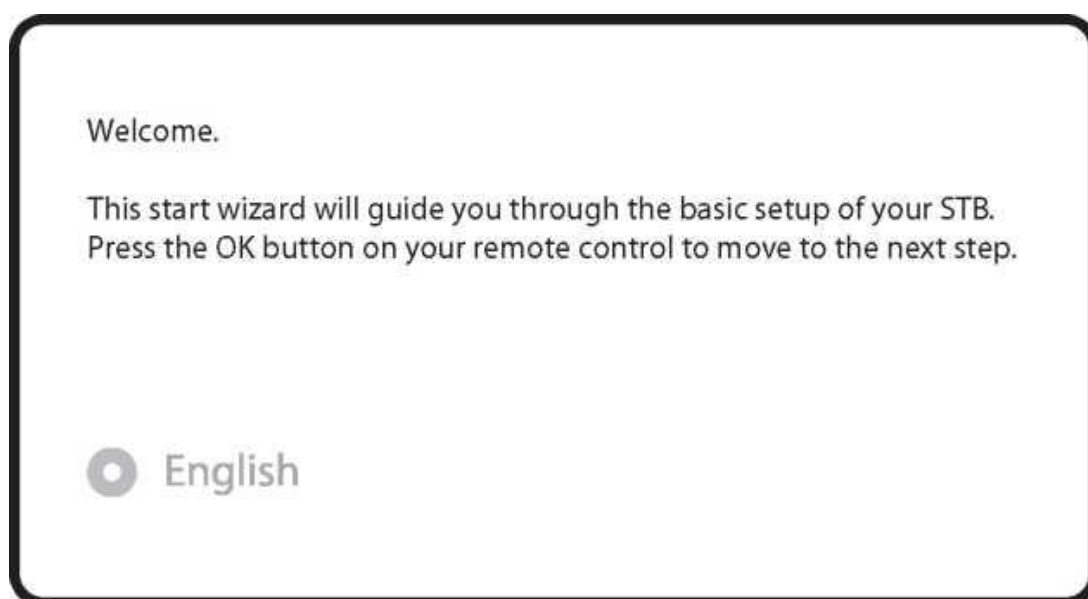 Welcome.
This start wizard will guide you through the basic setup of your STB.
Press the OK button on your remote control to move to the next step.
English